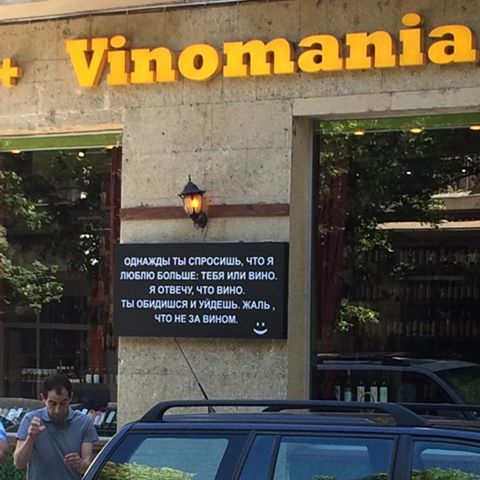 + Vinomania
ОДНАЖДЫ ТЫ СПРОСИШЬ, ЧТО Я
ЛЮБЛЮ БОЛЬШЕ: ТЕБЯ ИЛИ ВИНО.
Я ОТВЕЧУ, ЧТО ВИНО.
ТЫ ОБИДИШСЯ И УЙДЕШЬ. ЖАЛЬ ,
ЧТО НЕ ЗА ВИНОМ.